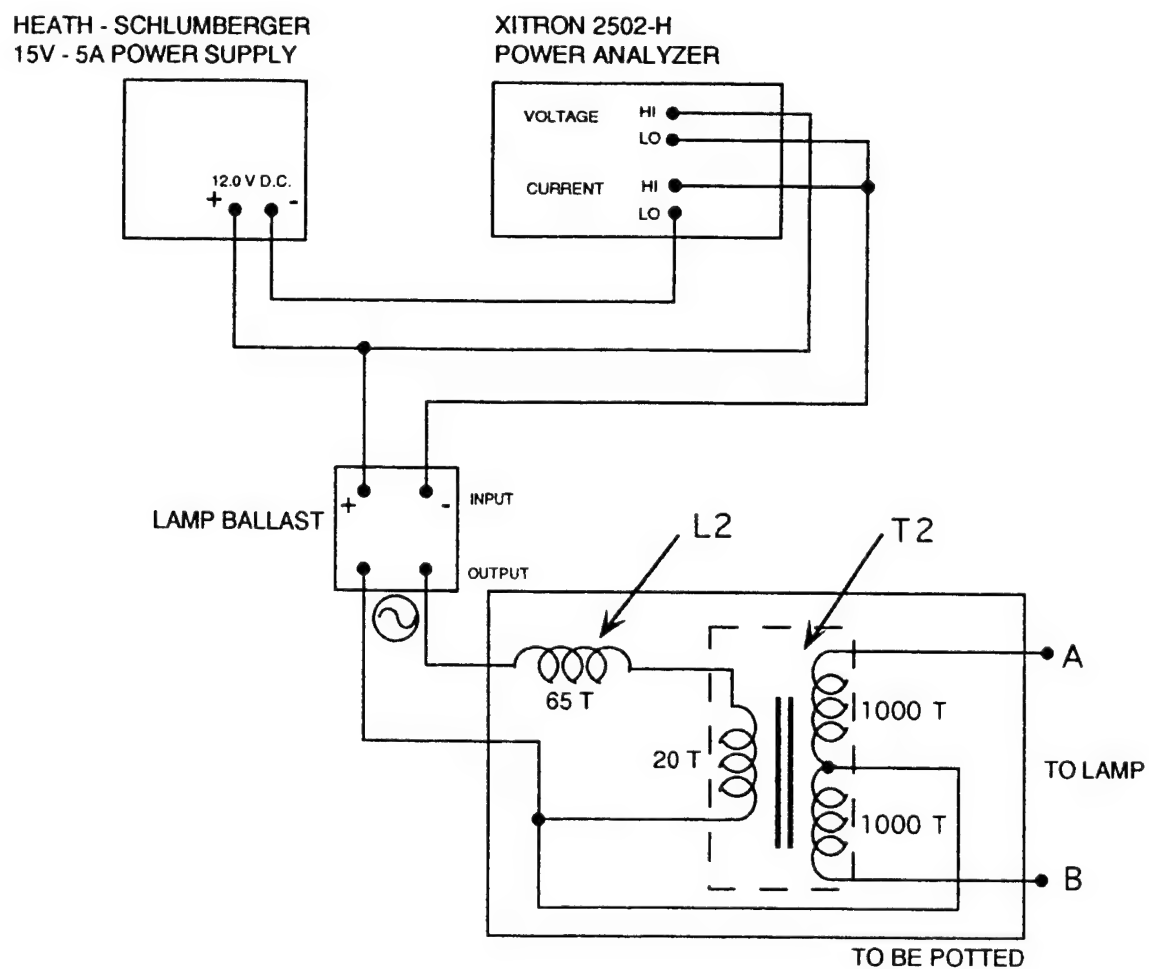 HEATH - SCHLUMBERGER
15V - 5A POWER SUPPLY
XITRON 2502-H
POWER ANALYZER
VOLTAGE
HI
LO
CURRENT
HI
LO
12.0 V D.C.
+
-
LAMP BALLAST
+
-
INPUT
OUTPUT
L2
T2
65 T
20 T
1000 T
1000 T
A
TO LAMP
B
TO BE POTTED